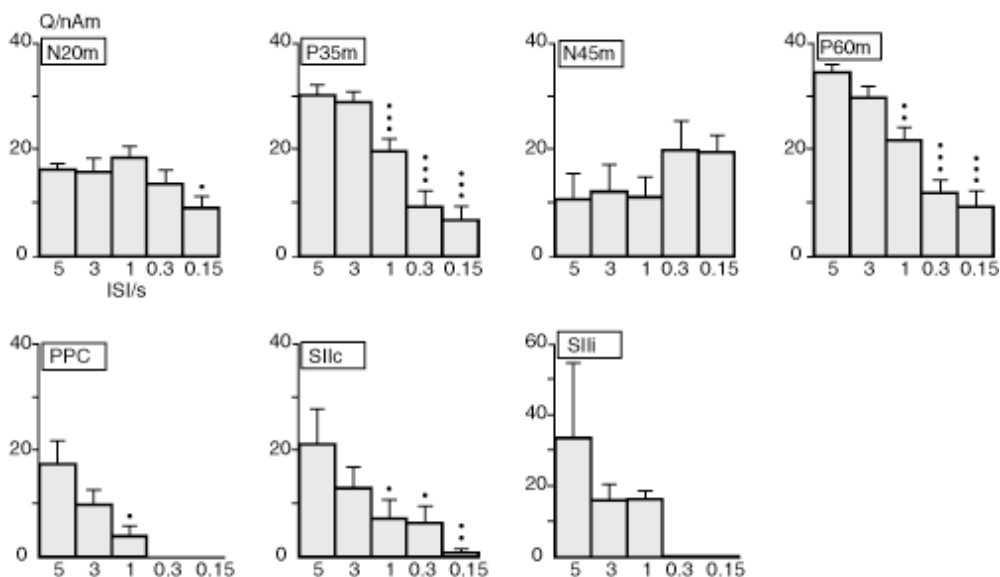 Q/nAm
40 N20m 40 P35m 40 N45m 40 P60m
20 20 20 20
0 0 0 0
5 3 1 0.3 0.15 5 3 1 0.3 0.15 5 3 1 0.3 0.15 5 3 1 0.3 0.15
ISI/s
40 PPC 40 SIIc 60 SIIi
40
20 20 20
0 0 0
5 3 1 0.3 0.15 5 3 1 0.3 0.15 5 3 1 0.3 0.15